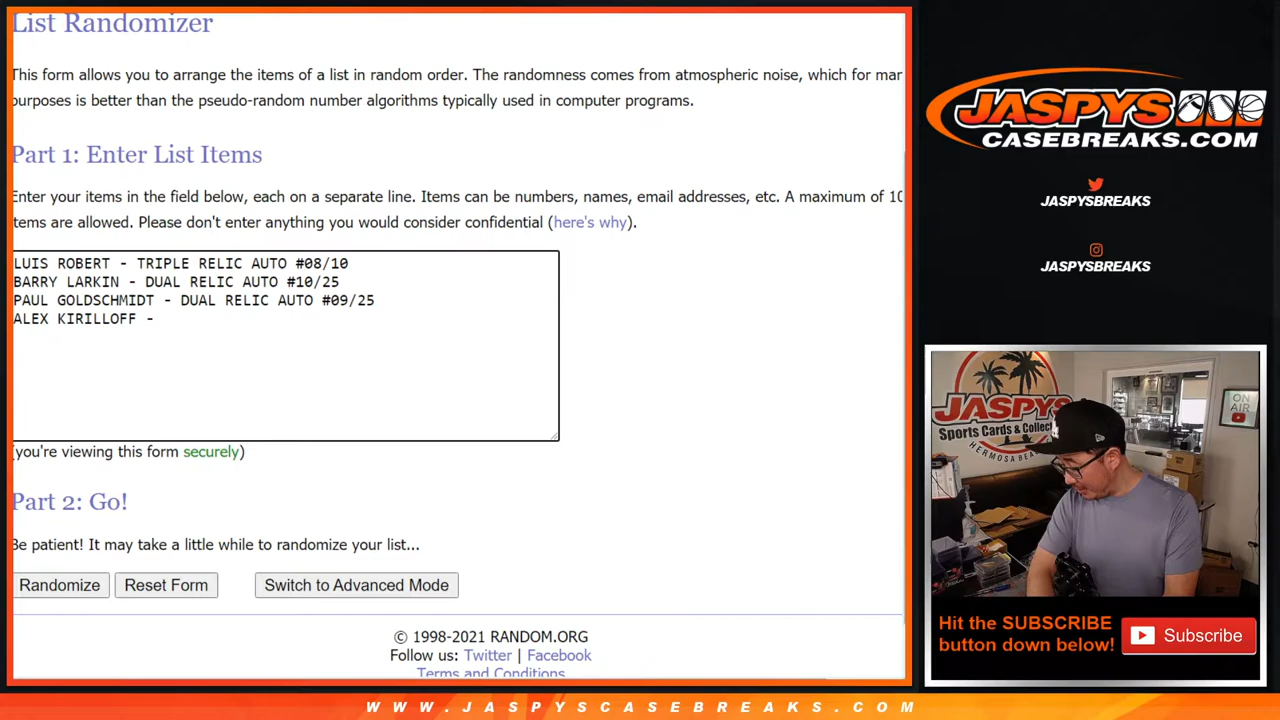 List Randomizer
This form allows you to arrange the items of a list in random order. The randomness comes from atmospheric noise, which for mar
purposes is better than the pseudo-random number algorithms typically used in computer programs.
Part 1: Enter List Items
Enter your items in the field below, each on a separate line. Items can be numbers, names, email addresses, etc. A maximum of 10
tems are allowed. Please don't enter anything you would consider confidential (here's why).
LUIS ROBERT - TRIPLE RELIC AUTO #08/10
BARRY LARKIN - DUAL RELIC AUTO #10/25
PAUL GOLDSCHMIDT - DUAL RELIC AUTO #09/25
ALEX KIRILLOFF -
(you're viewing this form securely)
Part 2: Go!
Be patient! It may take a little while to randomize your list...
Randomize Reset Form Switch to Advanced Mode
© 1998-2021 RANDOM.ORG
Follow us: Twitter | Facebook
Terms and Conditions
JASPYS
CASEBREAKS.COM
JASPYSBREAKS
JASPYSBREAKS
JASPYS
Sports Cards & Collect
HERMOSA BEA
ON
AIR
Hit the SUBSCRIBE
button down below!
Subscribe
WWW.JASPYSCASEBREAKS.COM